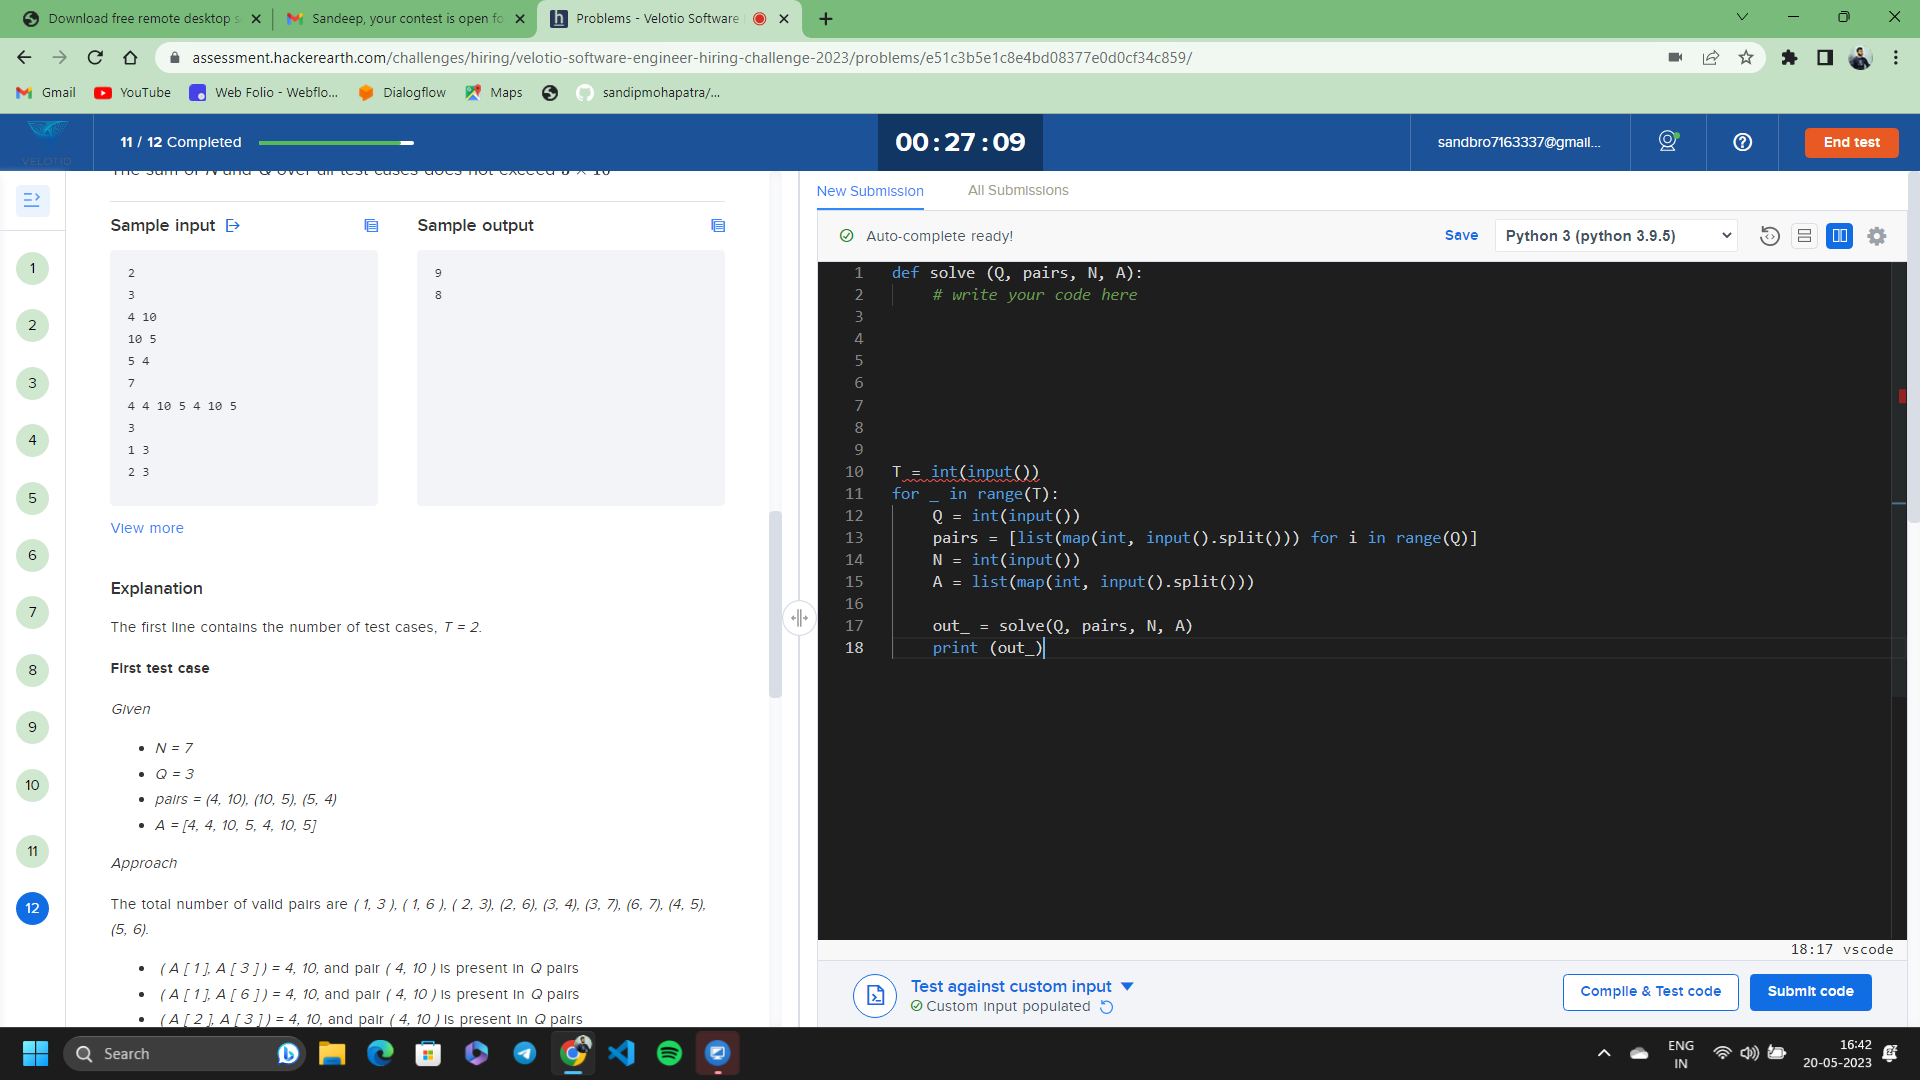 Download free remote desktop s
Sandeep, your contest is open fo
Problems - Velotio Software
assessment.hackerearth.com/challenges/hiring/velotio-software-engineer-hiring-challenge-2023/problems/e51c3b5e1c8e4bd08377e0d0cf34c859/
Gmail
YouTube
Web Folio - Webflo...
Dialogflow
Maps
sandipmohapatra/...
VELOTIO
11 / 12 Completed
00:27:09
sandbro7163337@gmail...
End test
Sample input
Sample output
2
3
4 10
10 5
5 4
7
4 4 10 5 4 10 5
3
1 3
2 3
9
8
View more
Explanation
The first line contains the number of test cases, T = 2.
First test case
Given
• N = 7
• Q = 3
• pairs = (4, 10), (10, 5), (5, 4)
• A = [4, 4, 10, 5, 4, 10, 5]
Approach
The total number of valid pairs are ( 1, 3 ), ( 1, 6 ), ( 2, 3), (2, 6), (3, 4), (3, 7), (6, 7), (4, 5),
(5, 6).
• ( A [ 1 ], A [ 3 ] ) = 4, 10, and pair ( 4, 10 ) is present in Q pairs
• ( A [ 1 ], A [ 6 ] ) = 4, 10, and pair ( 4, 10 ) is present in Q pairs
• ( A [ 2 ], A [ 3 ] ) = 4, 10, and pair ( 4, 10 ) is present in Q pairs
1
2
3
4
5
6
7
8
9
10
11
12
New Submission
All Submissions
Auto-complete ready!
Save
Python 3 (python 3.9.5)
1 def solve (Q, pairs, N, A):
2 # write your code here
3
4
5
6
7
8
9
10 T = int(input())
11 for _ in range(T):
12 Q = int(input())
13 pairs = [list(map(int, input().split())) for i in range(Q)]
14 N = int(input())
15 A = list(map(int, input().split()))
16
17 out_ = solve(Q, pairs, N, A)
18 print (out_)
18:17 vscode
Test against custom input
Custom input populated
Compile & Test code
Submit code
Search
ENG
IN
16:42
20-05-2023